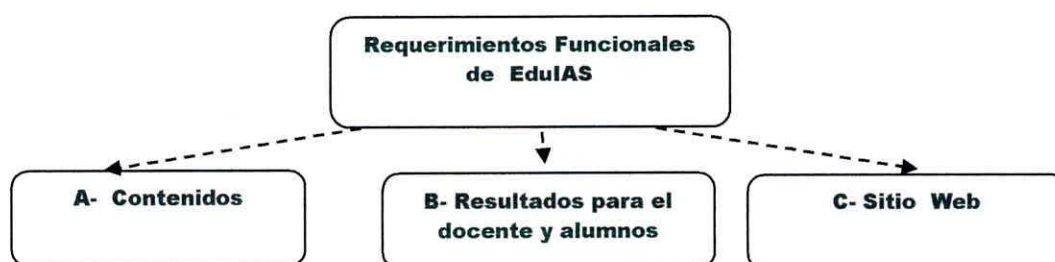 Requerimientos Funcionales
de EduIAS
A- Contenidos
B- Resultados para el
docente y alumnos
C- Sitio Web